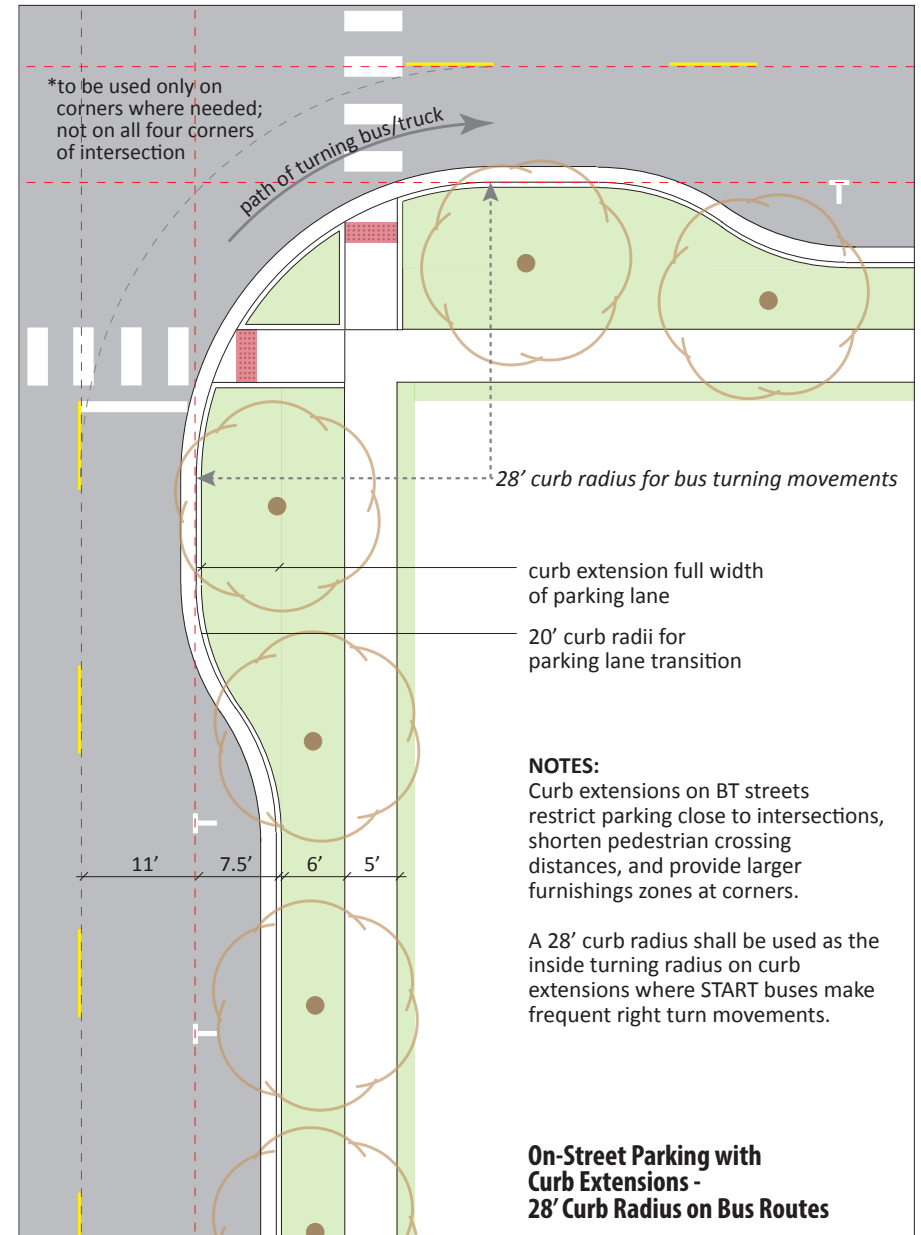 *to be used only on
corners where needed;
not on all four corners
of intersection
path of turning bus/truck
28’ curb radius for bus turning movements
curb extension full width
of parking lane
20’ curb radii for
parking lane transition
NOTES:
Curb extensions on BT streets
restrict parking close to intersections,
shorten pedestrian crossing
distances, and provide larger
furnishings zones at corners.
11’ 7.5’ 6’ 5’
A 28’ curb radius shall be used as the
inside turning radius on curb
extensions where START buses make
frequent right turn movements.
On-Street Parking with
Curb Extensions -
28’ Curb Radius on Bus Routes